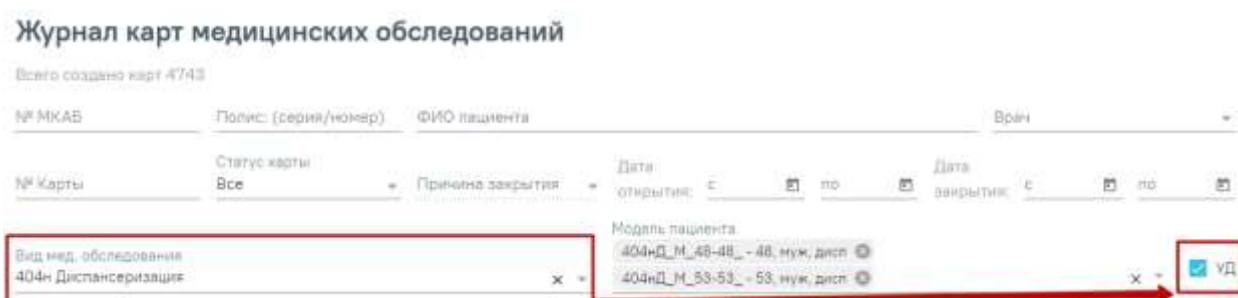 Журнал карт медицинских обследований
Всего создано карт 4743
№ МКАБ Полис: (серия/номер) ФИО пациента Врач
№ Карты Статус карты Все Причина закрытия Дата открытия: с по Дата закрытия: с по
Вид мед. обследования
404н Диспансеризация
Модель пациента
404нД_М_48-48_ - 48, муж, дисп
404нД_М_53-53_ - 53, муж, дисп
УД